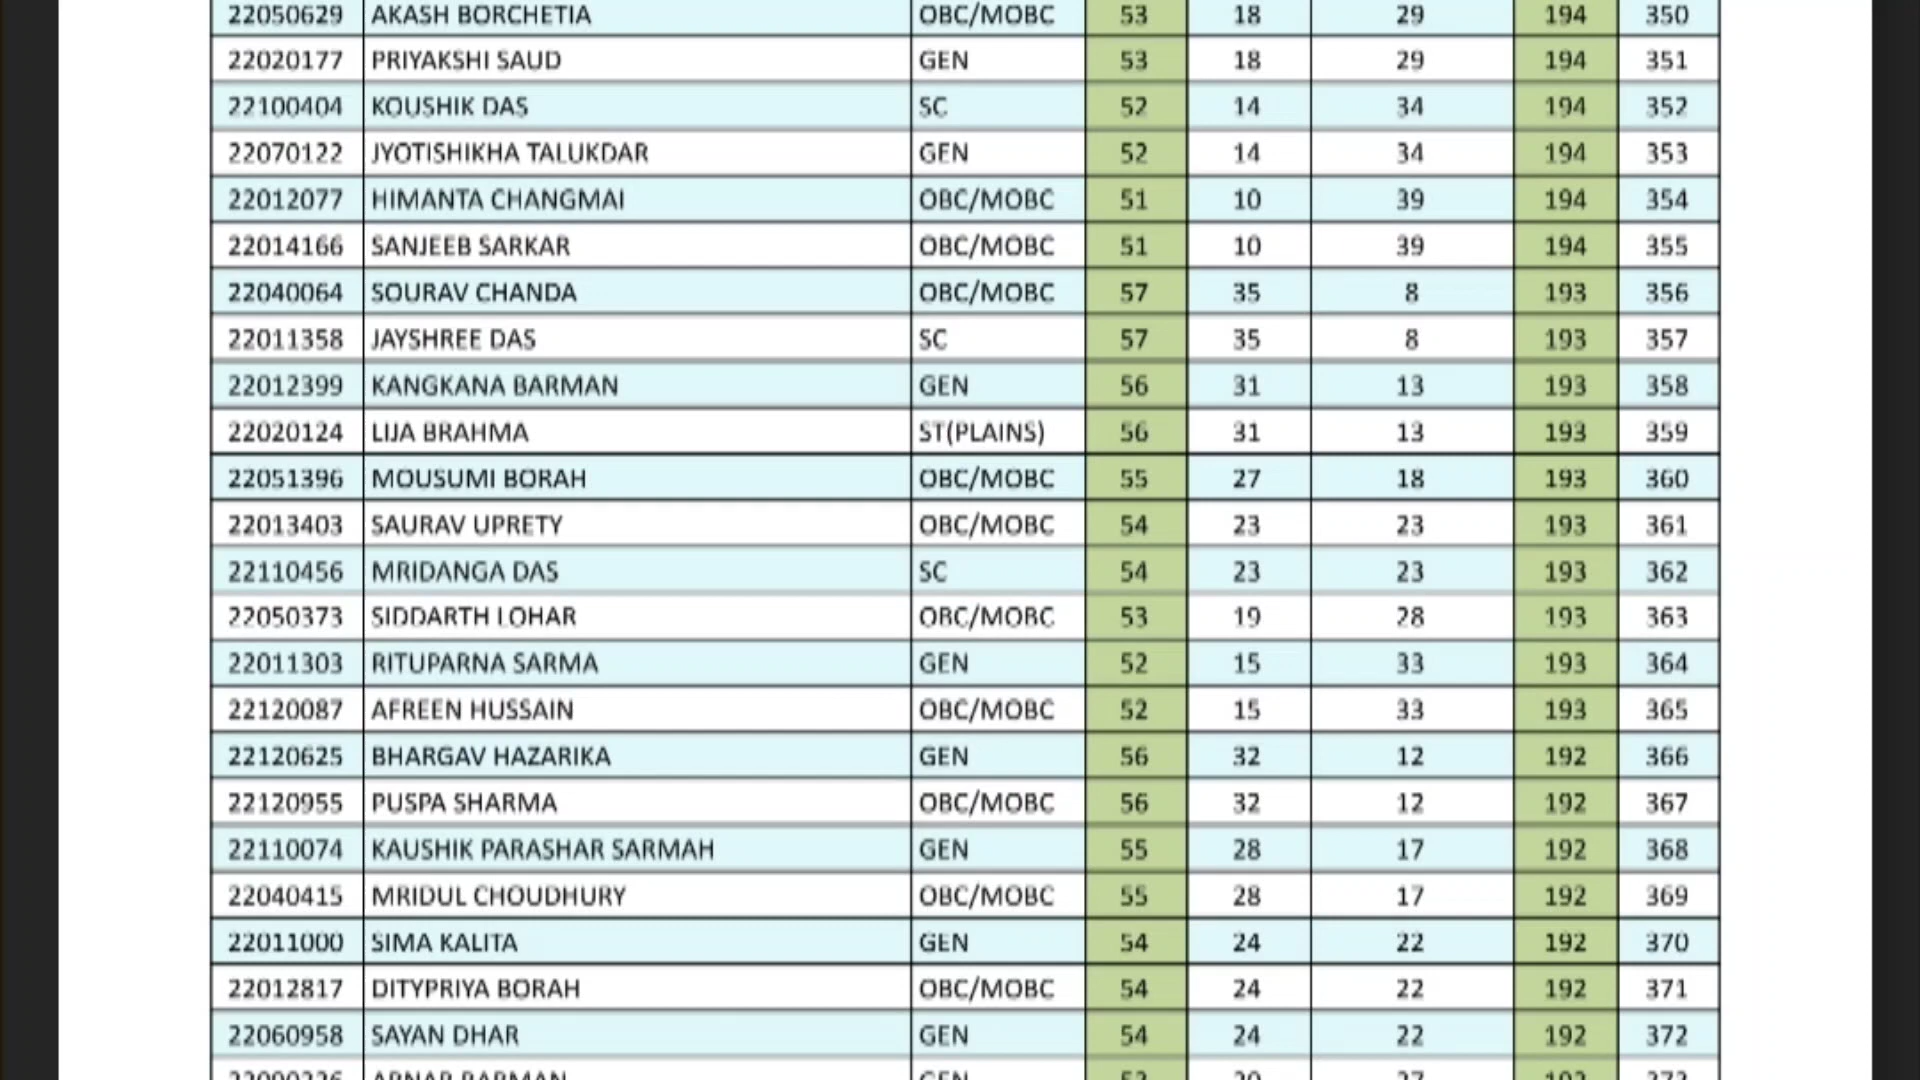 22050629 AKASH BORCHETIA OBC/MOBC 53 18 29 194 350
22020177 PRIYAKSHI SAUD GEN 53 18 29 194 351
22100404 KOUSHIK DAS SC 52 14 34 194 352
22070122 JYOTISHIKHA TALUKDAR GEN 52 14 34 194 353
22012077 HIMANTA CHANGMAI OBC/MOBC 51 10 39 194 354
22014166 SANJEEB SARKAR OBC/MOBC 51 10 39 194 355
22040064 SOURAV CHANDA OBC/MOBC 57 35 8 193 356
22011358 JAYSHREE DAS SC 57 35 8 193 357
22012399 KANGKANA BARMAN GEN 56 31 13 193 358
22020124 LIJA BRAHMA ST(PLAINS) 56 31 13 193 359
22051396 MOUSUMI BORAH OBC/MOBC 55 27 18 193 360
22013403 SAURAV UPRETY OBC/MOBC 54 23 23 193 361
22110456 MRIDANGA DAS SC 54 23 23 193 362
22050373 SIDDARTH LOHAR OBC/MOBC 53 19 28 193 363
22011303 RITUPARNA SARMA GEN 52 15 33 193 364
22120087 AFREEN HUSSAIN OBC/MOBC 52 15 33 193 365
22120625 BHARGAV HAZARIKA GEN 56 32 12 192 366
22120955 PUSPA SHARMA OBC/MOBC 56 32 12 192 367
22110074 KAUSHIK PARASHAR SARMAH GEN 55 28 17 192 368
22040415 MRIDUL CHOUDHURY OBC/MOBC 55 28 17 192 369
22011000 SIMA KALITA GEN 54 24 22 192 370
22012817 DITYPRIYA BORAH OBC/MOBC 54 24 22 192 371
22060958 SAYAN DHAR GEN 54 24 22 192 372